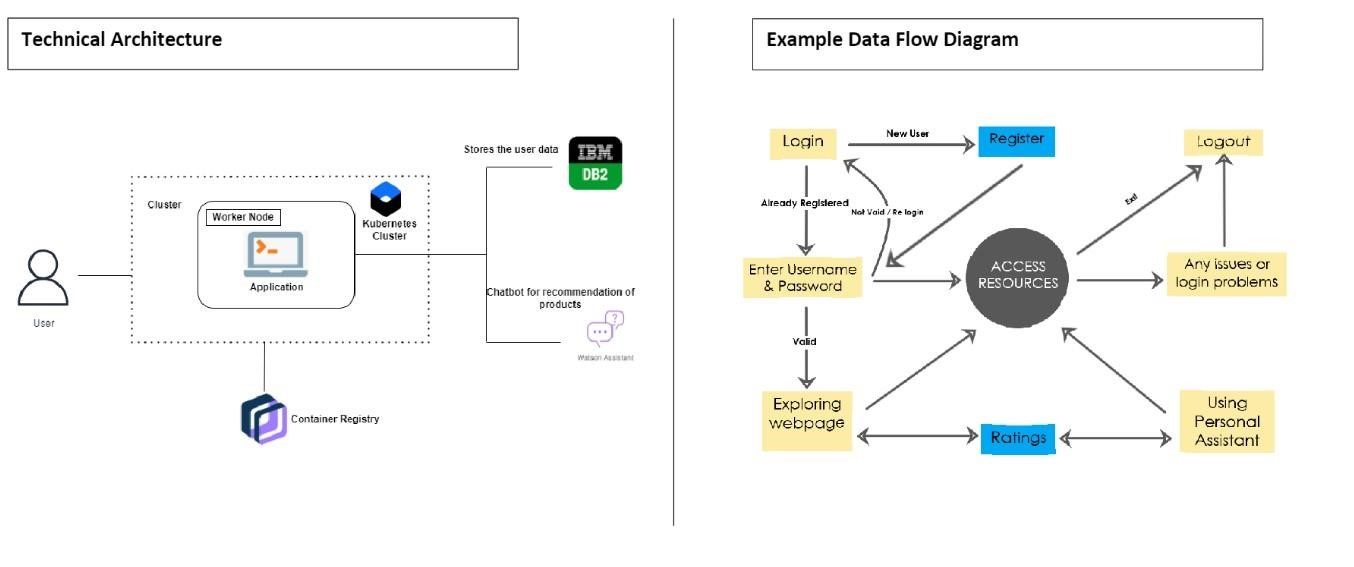 Technical Architecture
Stores the user data
IBM
DB2
Cluster
Worker Node
Application
Kubernetes
Cluster
User
Chatbot for recommendation of
products
Watson Assistant
Container Registry
Example Data Flow Diagram
Login
New User
Register
Logout
Already Registered
Not Vaid / Re login
Exit
Enter Username
& Password
ACCESS
RESOURCES
Any issues or
login problems
Valid
Exploring
webpage
Ratings
Using
Personal
Assistant